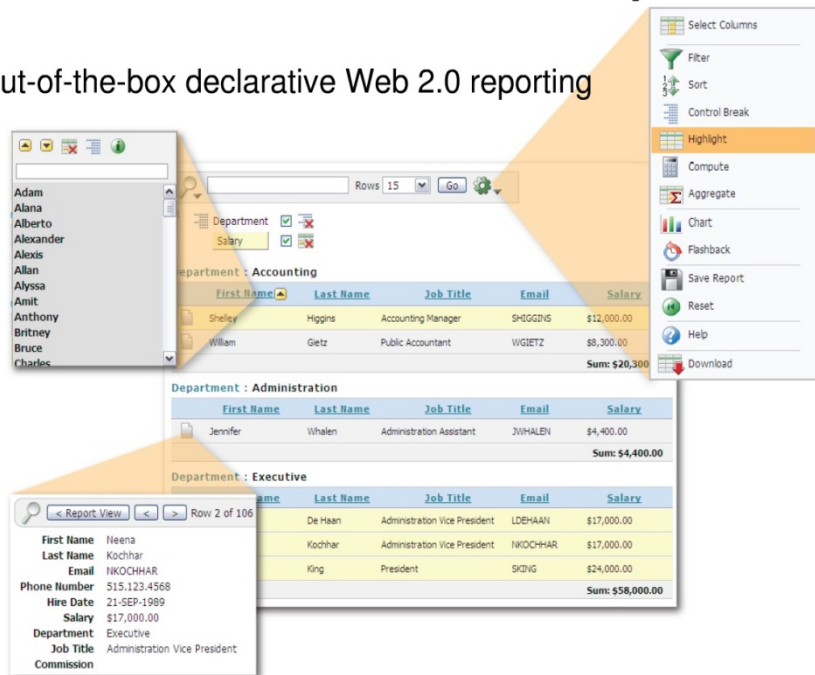 ut-of-the-box declarative Web 2.0 reporting
Select Columns
Filter
Sort
Control Break
Highlight
Compute
Aggregate
Chart
Flashback
Save Report
Reset
Help
Download
Adam
Alana
Alberto
Alexander
Alexis
Allan
Alyssa
Amit
Anthony
Britney
Bruce
Charles
Rows 15 Go
Department
Salary
Department : Accounting
First Name Last Name Job Title Email Salary
Shelley Higgins Accounting Manager SHIGGINS $12,000.00
William Gietz Public Accountant WGIETZ $8,300.00
Sum: $20,300
Department : Administration
First Name Last Name Job Title Email Salary
Jennifer Whalen Administration Assistant JWHALEN $4,400.00
Sum: $4,400.00
Department : Executive
ame Last Name Job Title Email Salary
De Haan Administration Vice President LDEHAAN $17,000.00
Kochhar Administration Vice President NKOCHHAR $17,000.00
King President SKING $24,000.00
Sum: $58,000.00
< Report View < > Row 2 of 106
First Name Neena
Last Name Kochhar
Email NKOCHHAR
Phone Number 515.123.4568
Hire Date 21-SEP-1989
Salary $17,000.00
Department Executive
Job Title Administration Vice President
Commission